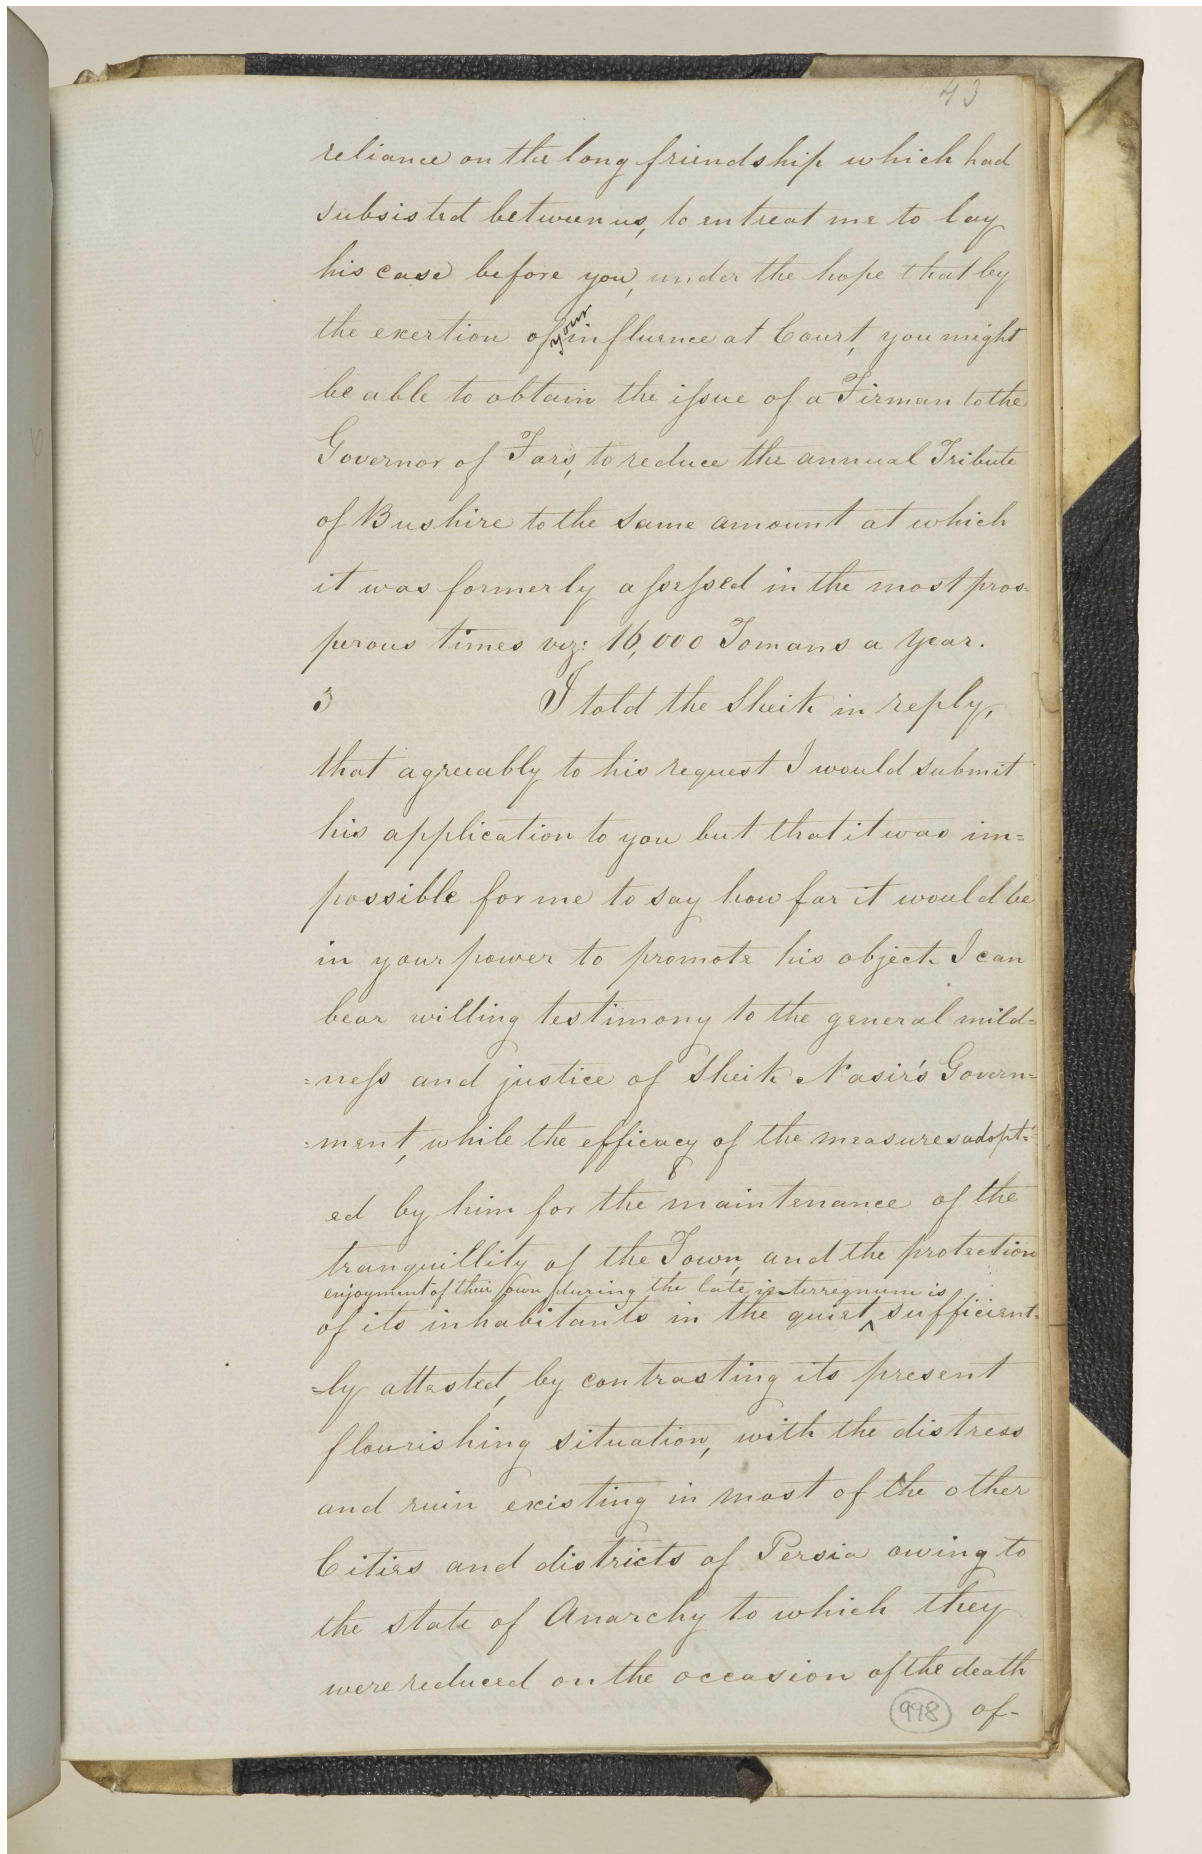 43
reliance on the long friendship which had
subsisted between us, to entreat me to lay
his case before you, under the hope that by
the exertion of your influence at Court, you might
be able to obtain the issue of a Firman to the
Governor of Fars, to reduce the annual Tribute
of Bushire to the same amount at which
it was formerly assessed in the most pros=
perous times viz: 16,000 Tomans a Year.
3 I told the Sheik in reply,
that agreeably to his request I would submit
his application to you but that it was im=
possible for me to say how far it would be
in your power to promote his object. I can
bear willing testimony to the general mild=
=ness and justice of Sheik Nasir's Govern=
=ment, while the efficacy of the measures adopt=
ed by him for the maintenance of the
tranquillity of the Town, and the protection
enjoyment of their own during the late interregnum is
of its inhabitants in the quiet ^ sufficient=
=ly attested, by contrasting its present
flourishing situation, with the distress
and ruin existing in most of the other
Cities and districts of Persia owing to
the state of Anarchy to which they
were reduced on the occasion of the death
998 of-